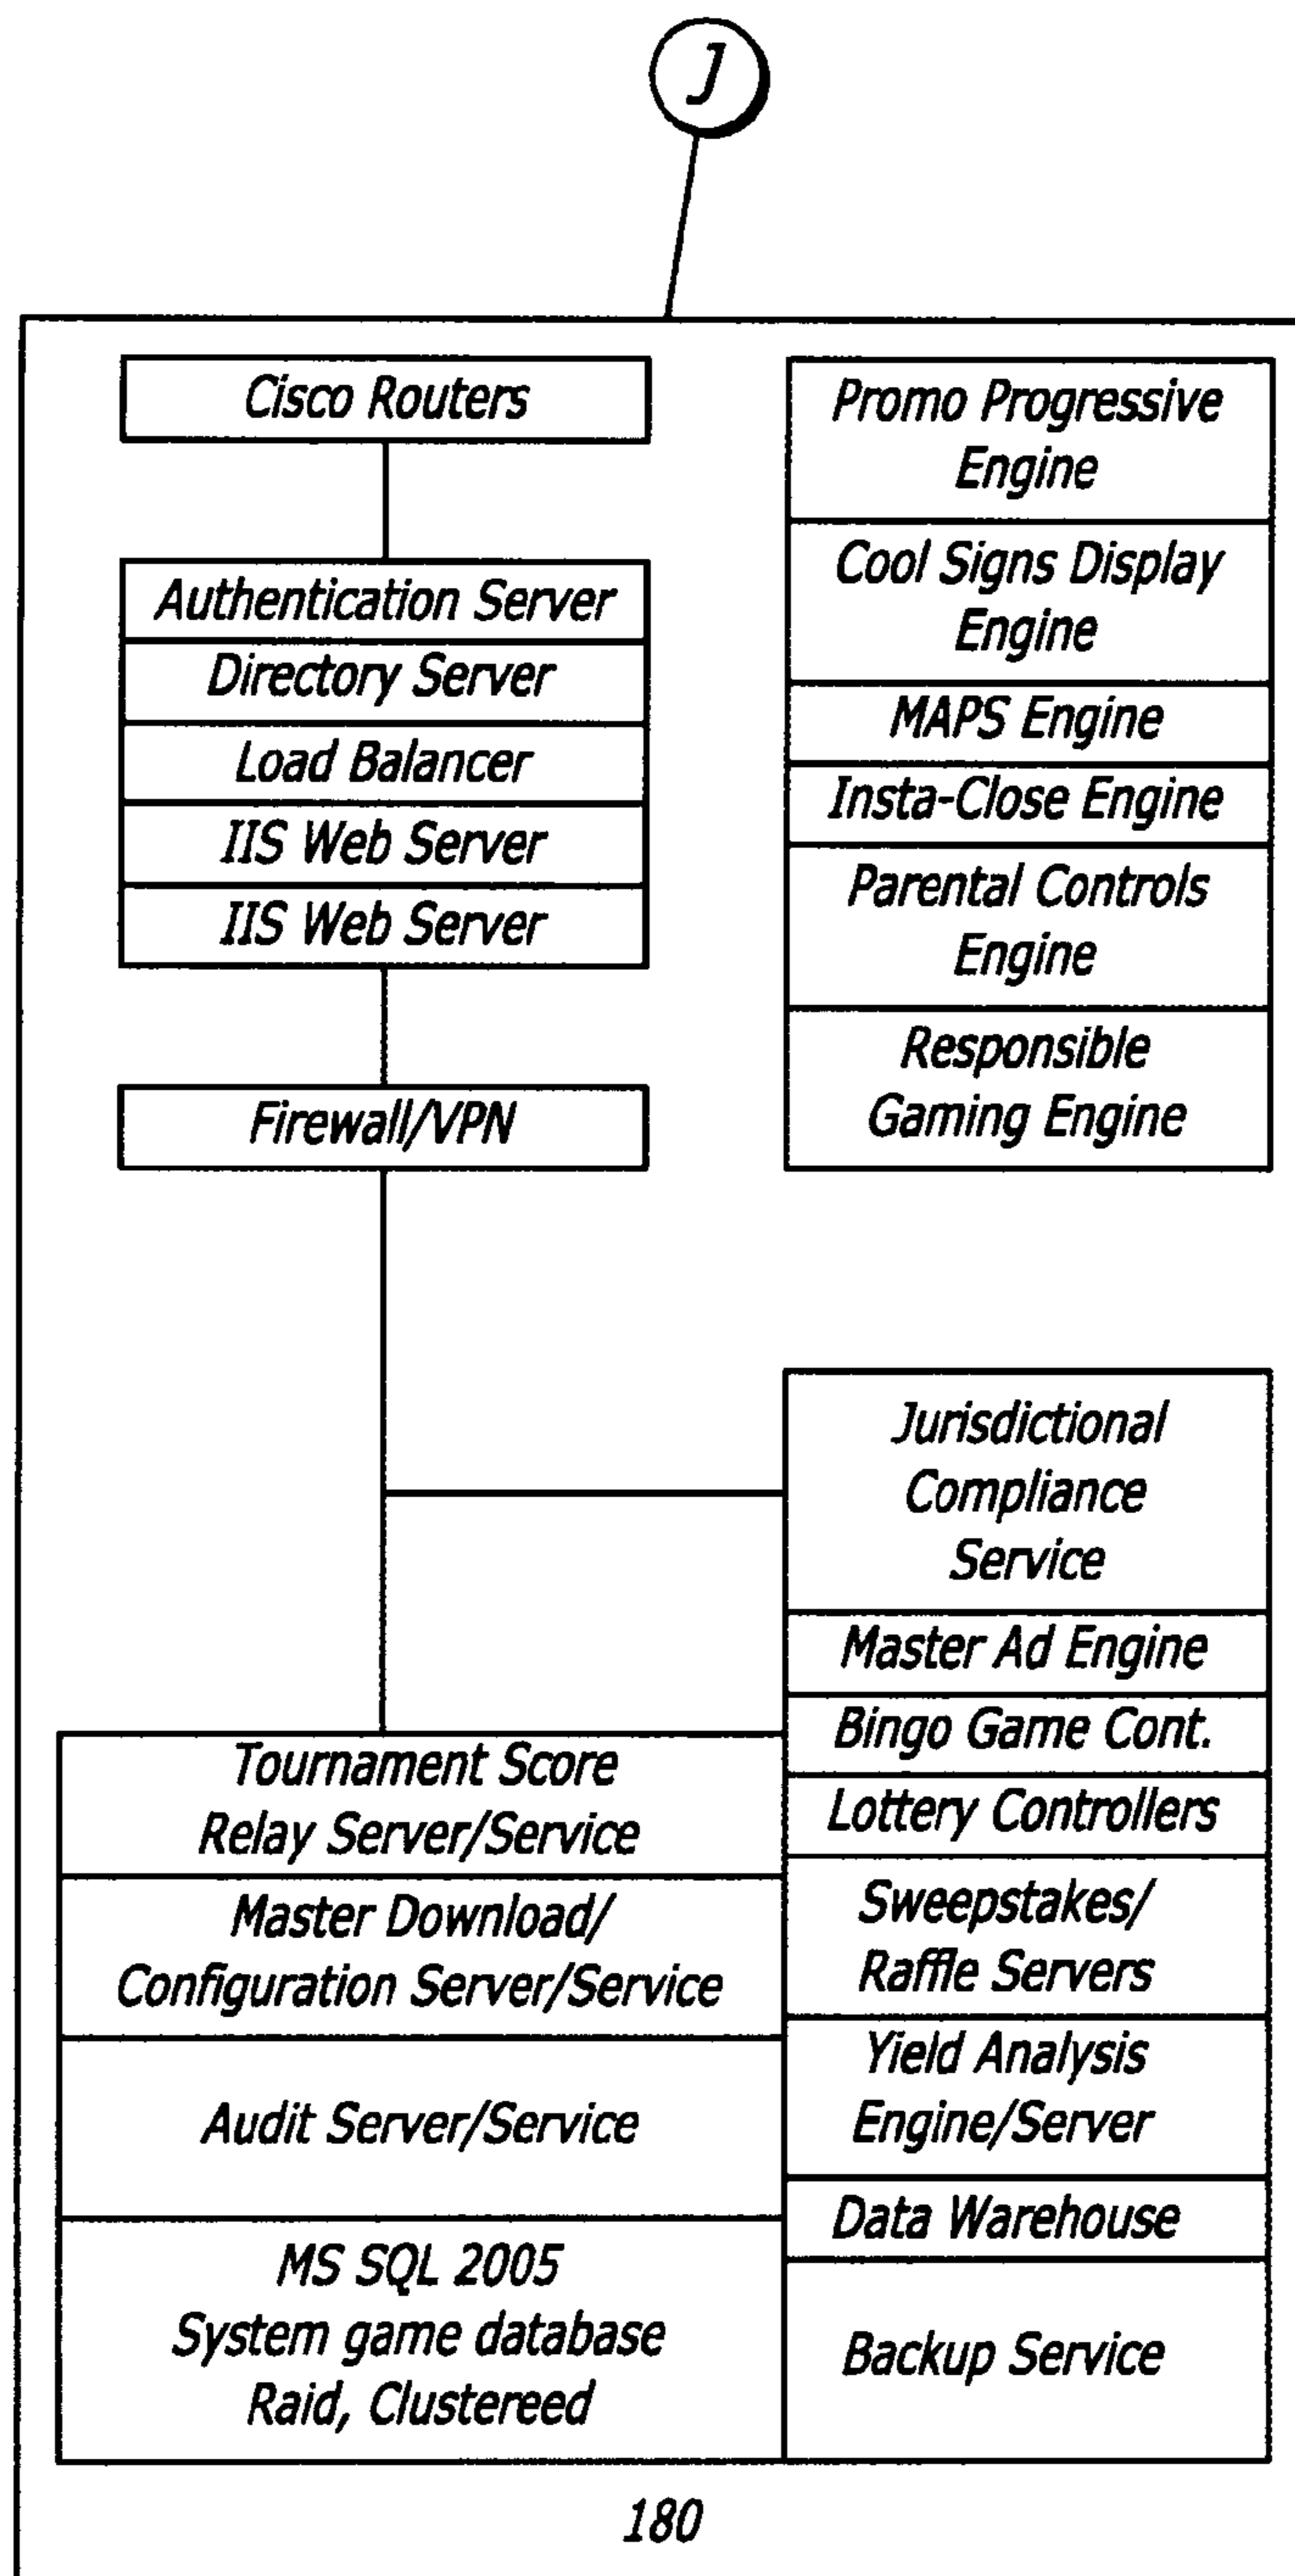 J
Cisco Routers
Authentication Server
Directory Server
Load Balancer
IIS Web Server
IIS Web Server
Firewall/VPN
Promo Progressive
Engine
Cool Signs Display
Engine
MAPS Engine
Insta-Close Engine
Parental Controls
Engine
Responsible
Gaming Engine
Tournament Score
Relay Server/Service
Master Download/
Configuration Server/Service
Audit Server/Service
MS SQL 2005
System game database
Raid, Clustereed
Jurisdictional
Compliance
Service
Master Ad Engine
Bingo Game Cont.
Lottery Controllers
Sweepstakes/
Raffle Servers
Yield Analysis
Engine/Server
Data Warehouse
Backup Service
180